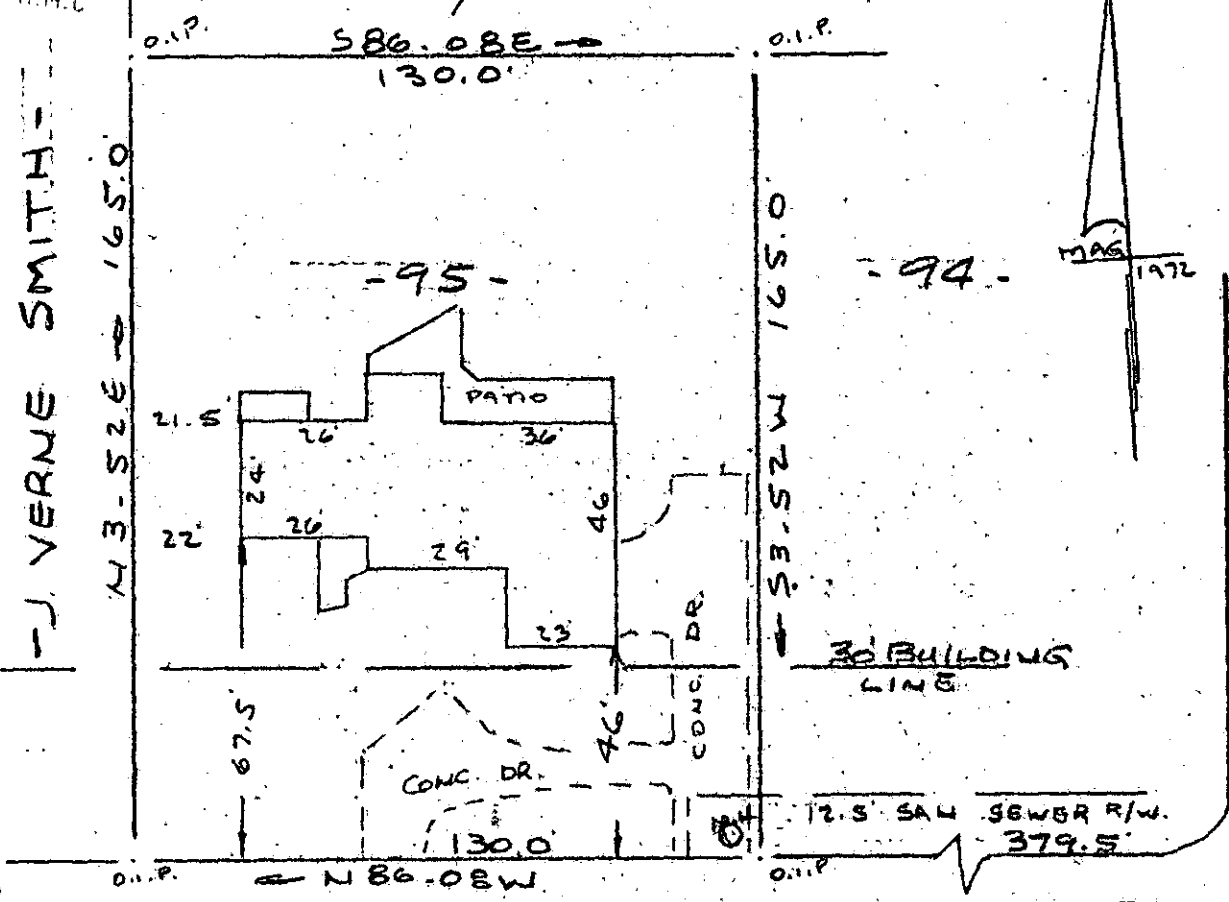 O.I.P.
S86.08E
O.I.P.
130.0'
-J. VERNE SMITH-
N3-52E
165.0
-95-
165.0
S3-52W
-94-
MAG
1972
PATIO
21.5'
26'
36'
24'
46'
22'
26'
29'
23'
CONC. DR.
30' BUILDING
LINE
67.5'
46'
CONC. DR.
12.5' SAN SEWER R/W.
130.0'
379.5'
O.I.P.
N86-08W
O.I.P